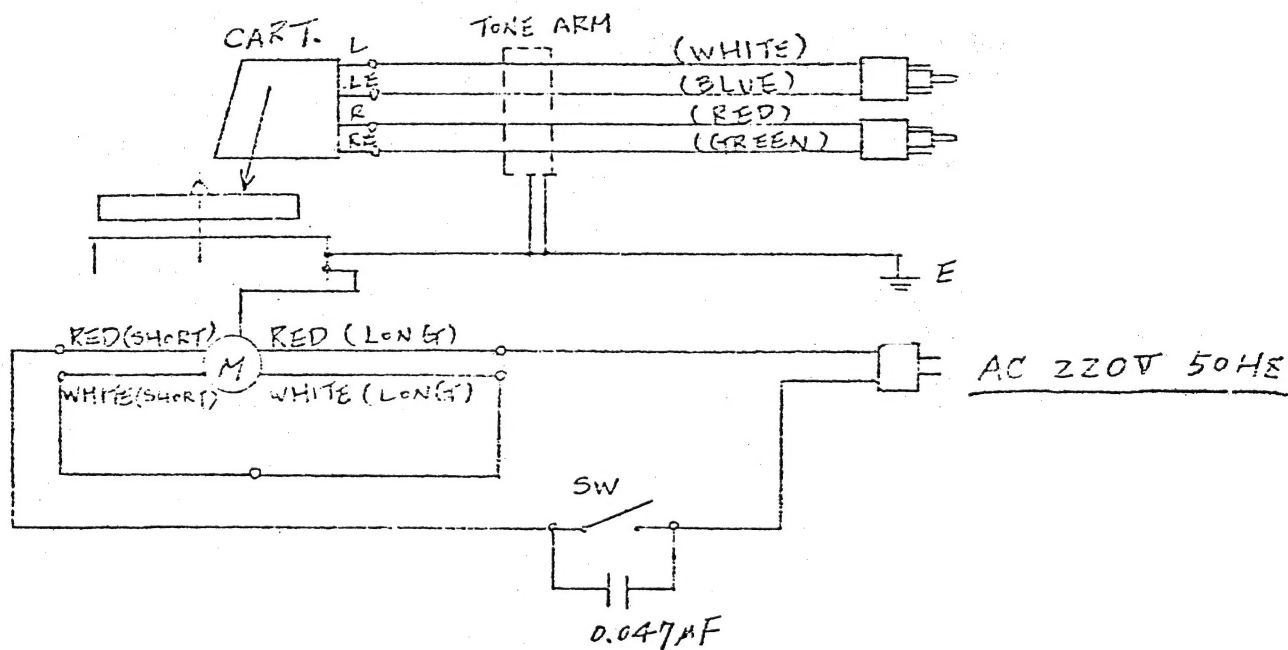 CART.
TONE ARM
L
(WHITE)
LE
(BLUE)
R
(RED)
RE
(GREEN)
E
RED(SHORT)
RED (LONG)
M
WHITE(SHORT)
WHITE (LONG)
AC 220V 50HZ
SW
0.047µF